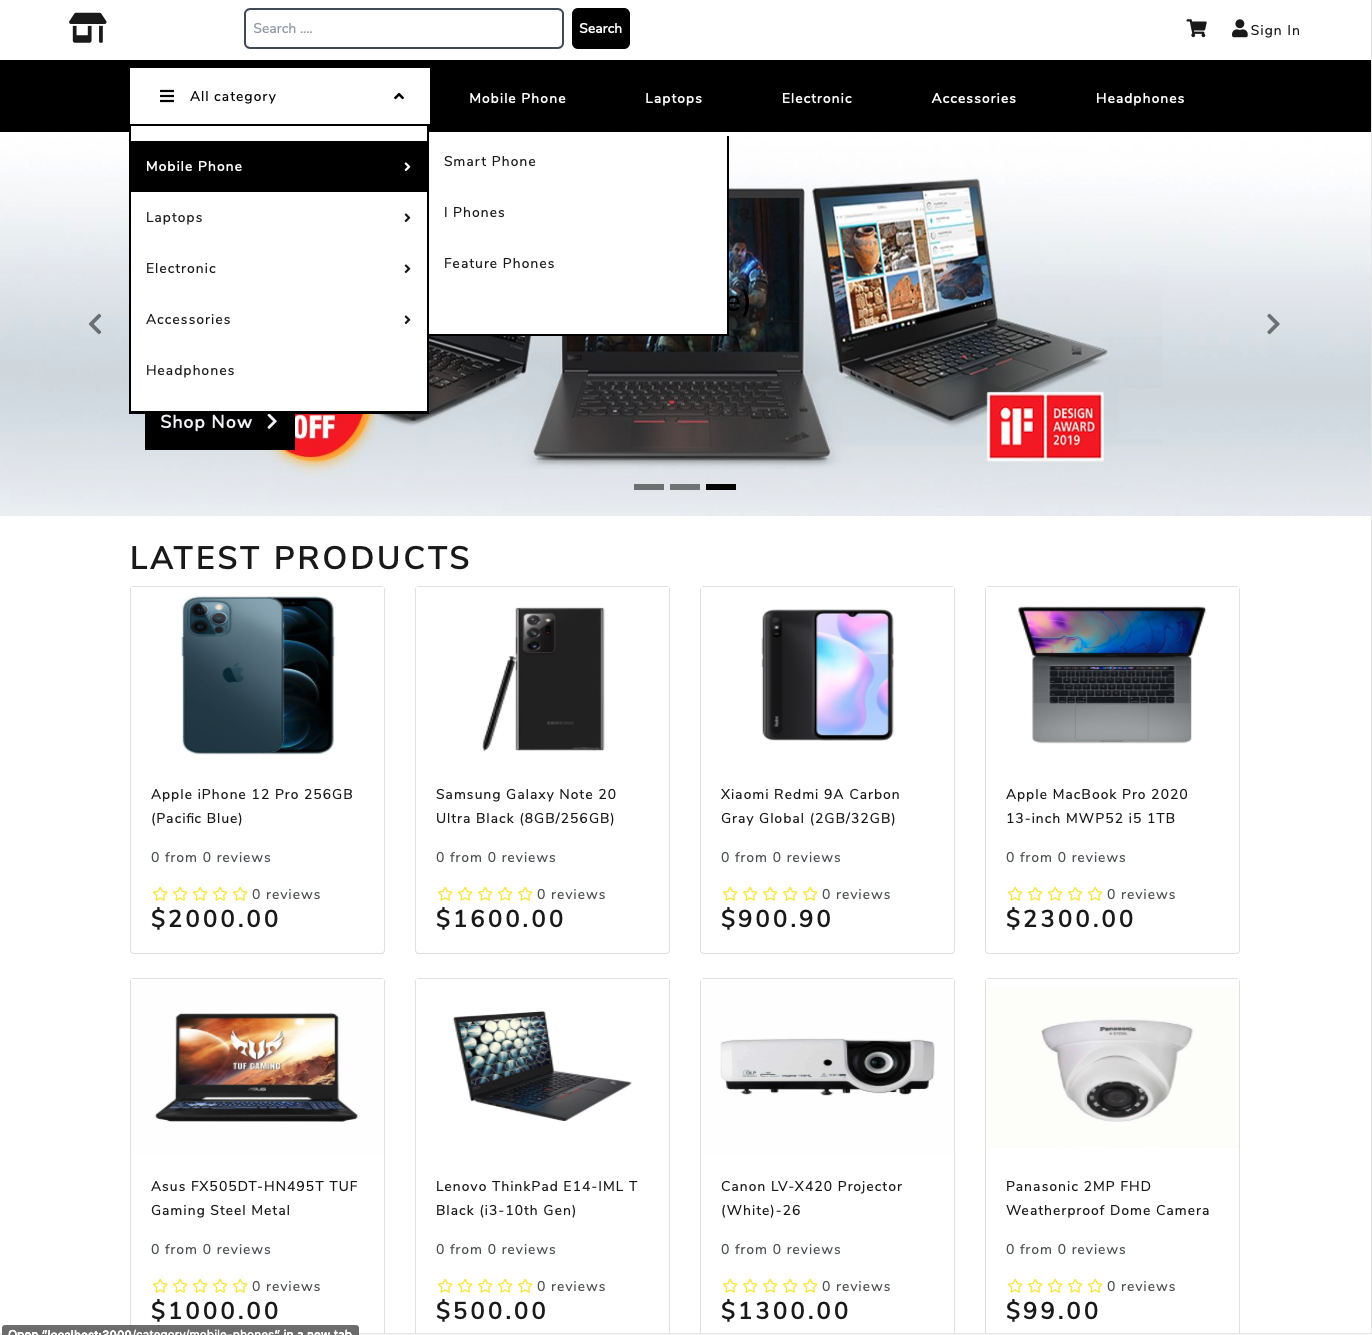 Search ....
Search
Sign In
All category
Mobile Phone
Laptops
Electronic
Accessories
Headphones
Mobile Phone
Laptops
Electronic
Accessories
Headphones
Smart Phone
I Phones
Feature Phones
e)
Shop Now
OFF
iF
DESIGN
AWARD
2019
LATEST PRODUCTS
Apple iPhone 12 Pro 256GB
(Pacific Blue)
0 from 0 reviews
0 reviews
$2000.00
Samsung Galaxy Note 20
Ultra Black (8GB/256GB)
0 from 0 reviews
0 reviews
$1600.00
Xiaomi Redmi 9A Carbon
Gray Global (2GB/32GB)
0 from 0 reviews
0 reviews
$900.90
Apple MacBook Pro 2020
13-inch MWP52 i5 1TB
0 from 0 reviews
0 reviews
$2300.00
TUF GAMING
Asus FX505DT-HN495T TUF
Gaming Steel Metal
0 from 0 reviews
0 reviews
$1000.00
Lenovo ThinkPad E14-IML T
Black (i3-10th Gen)
0 from 0 reviews
0 reviews
$500.00
Canon LV-X420 Projector
(White)-26
0 from 0 reviews
0 reviews
$1300.00
Panasonic
Panasonic 2MP FHD
Weatherproof Dome Camera
0 from 0 reviews
0 reviews
$99.00
Open "localhost:3000/category/mobile-phones" in a new tab